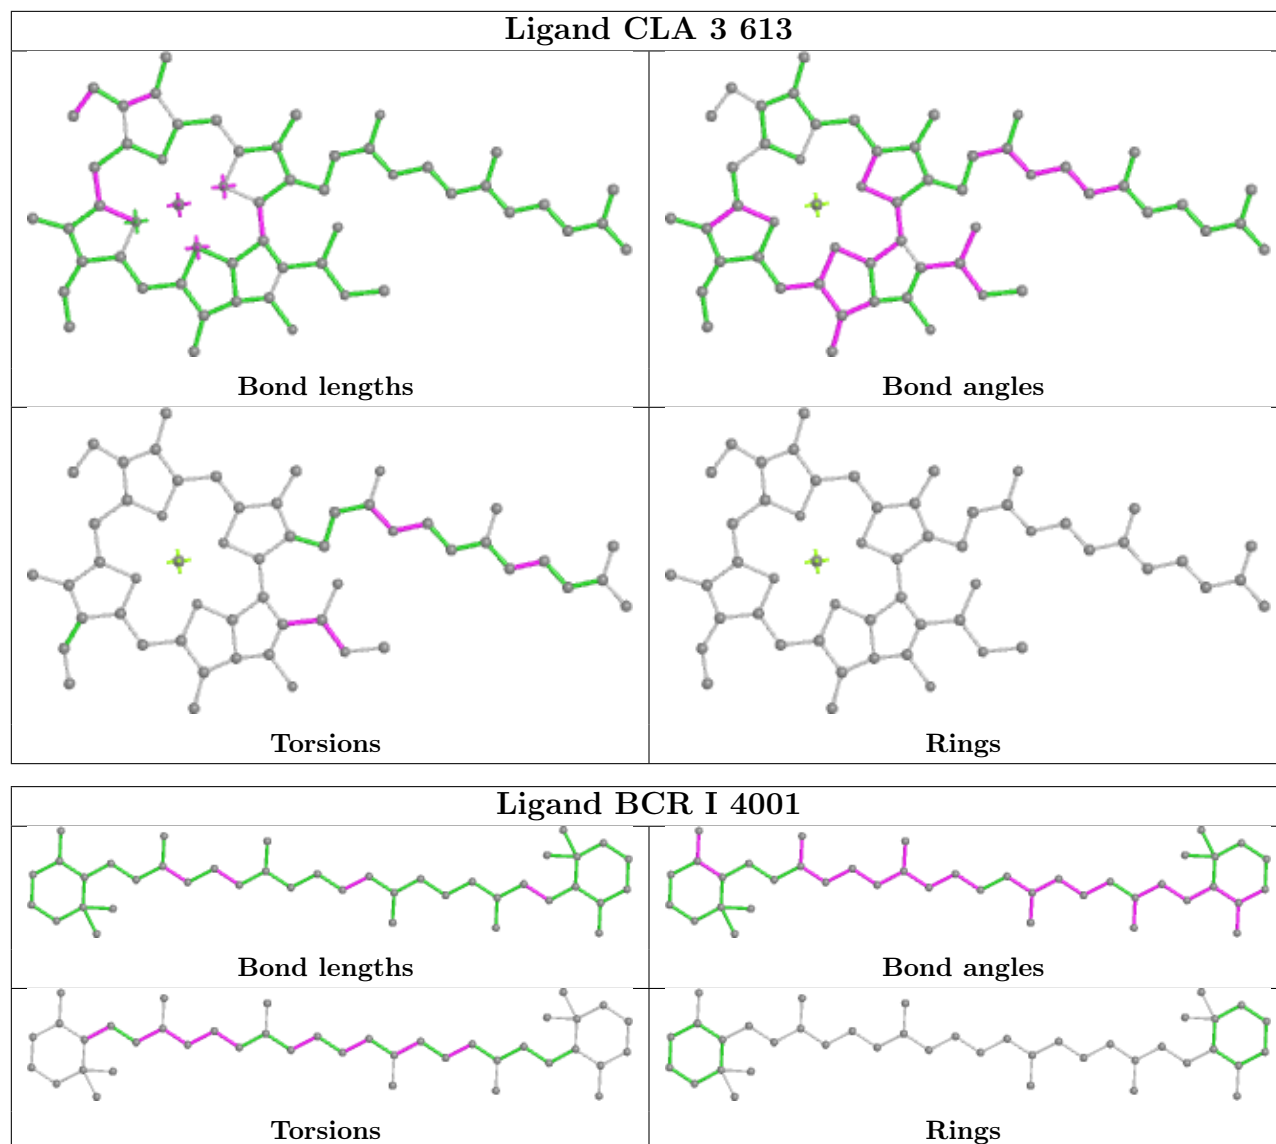 Ligand CLA 3 613
Bond lengths
Bond angles
Torsions
Rings
Ligand BCR I 4001
Bond lengths
Bond angles
Torsions
Rings